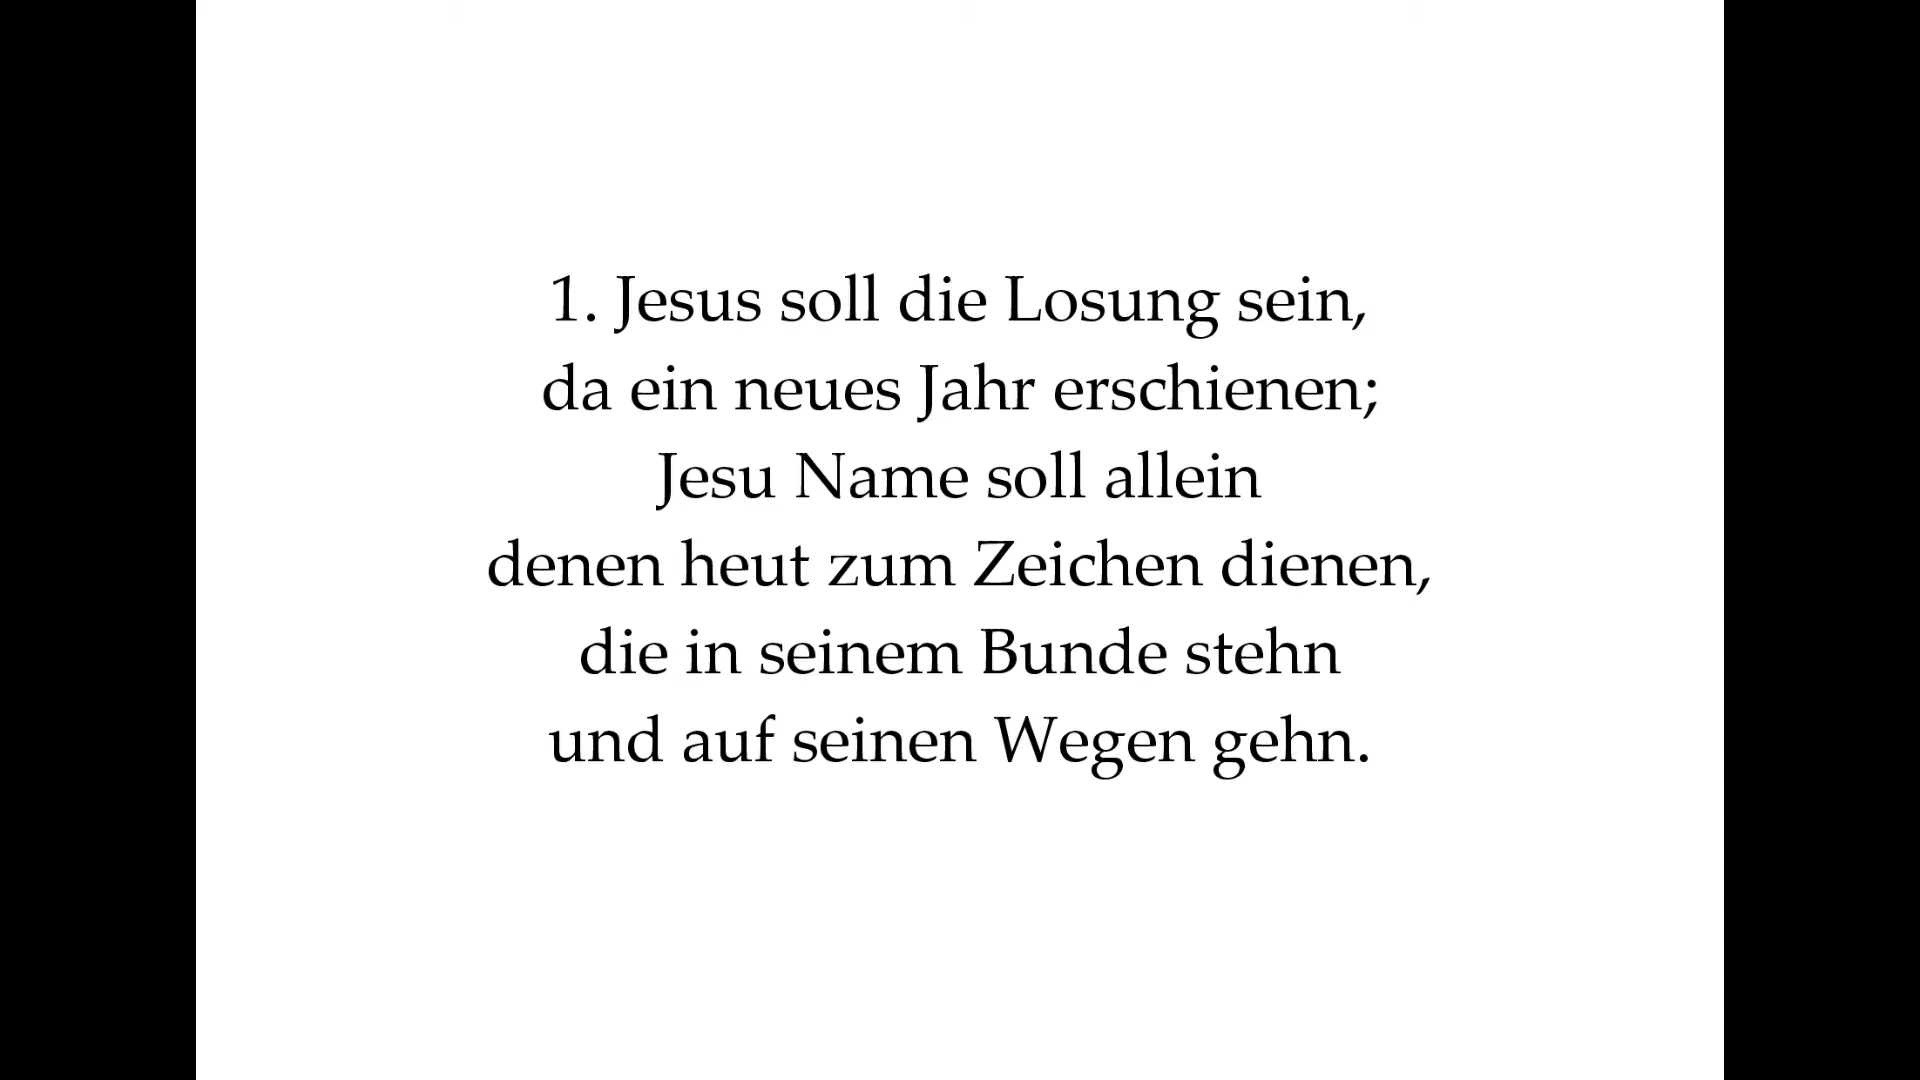 1. Jesus soll die Losung sein,
da ein neues Jahr erschienen;
Jesu Name soll allein
denen heut zum Zeichen dienen,
die in seinem Bunde stehn
und auf seinen Wegen gehn.